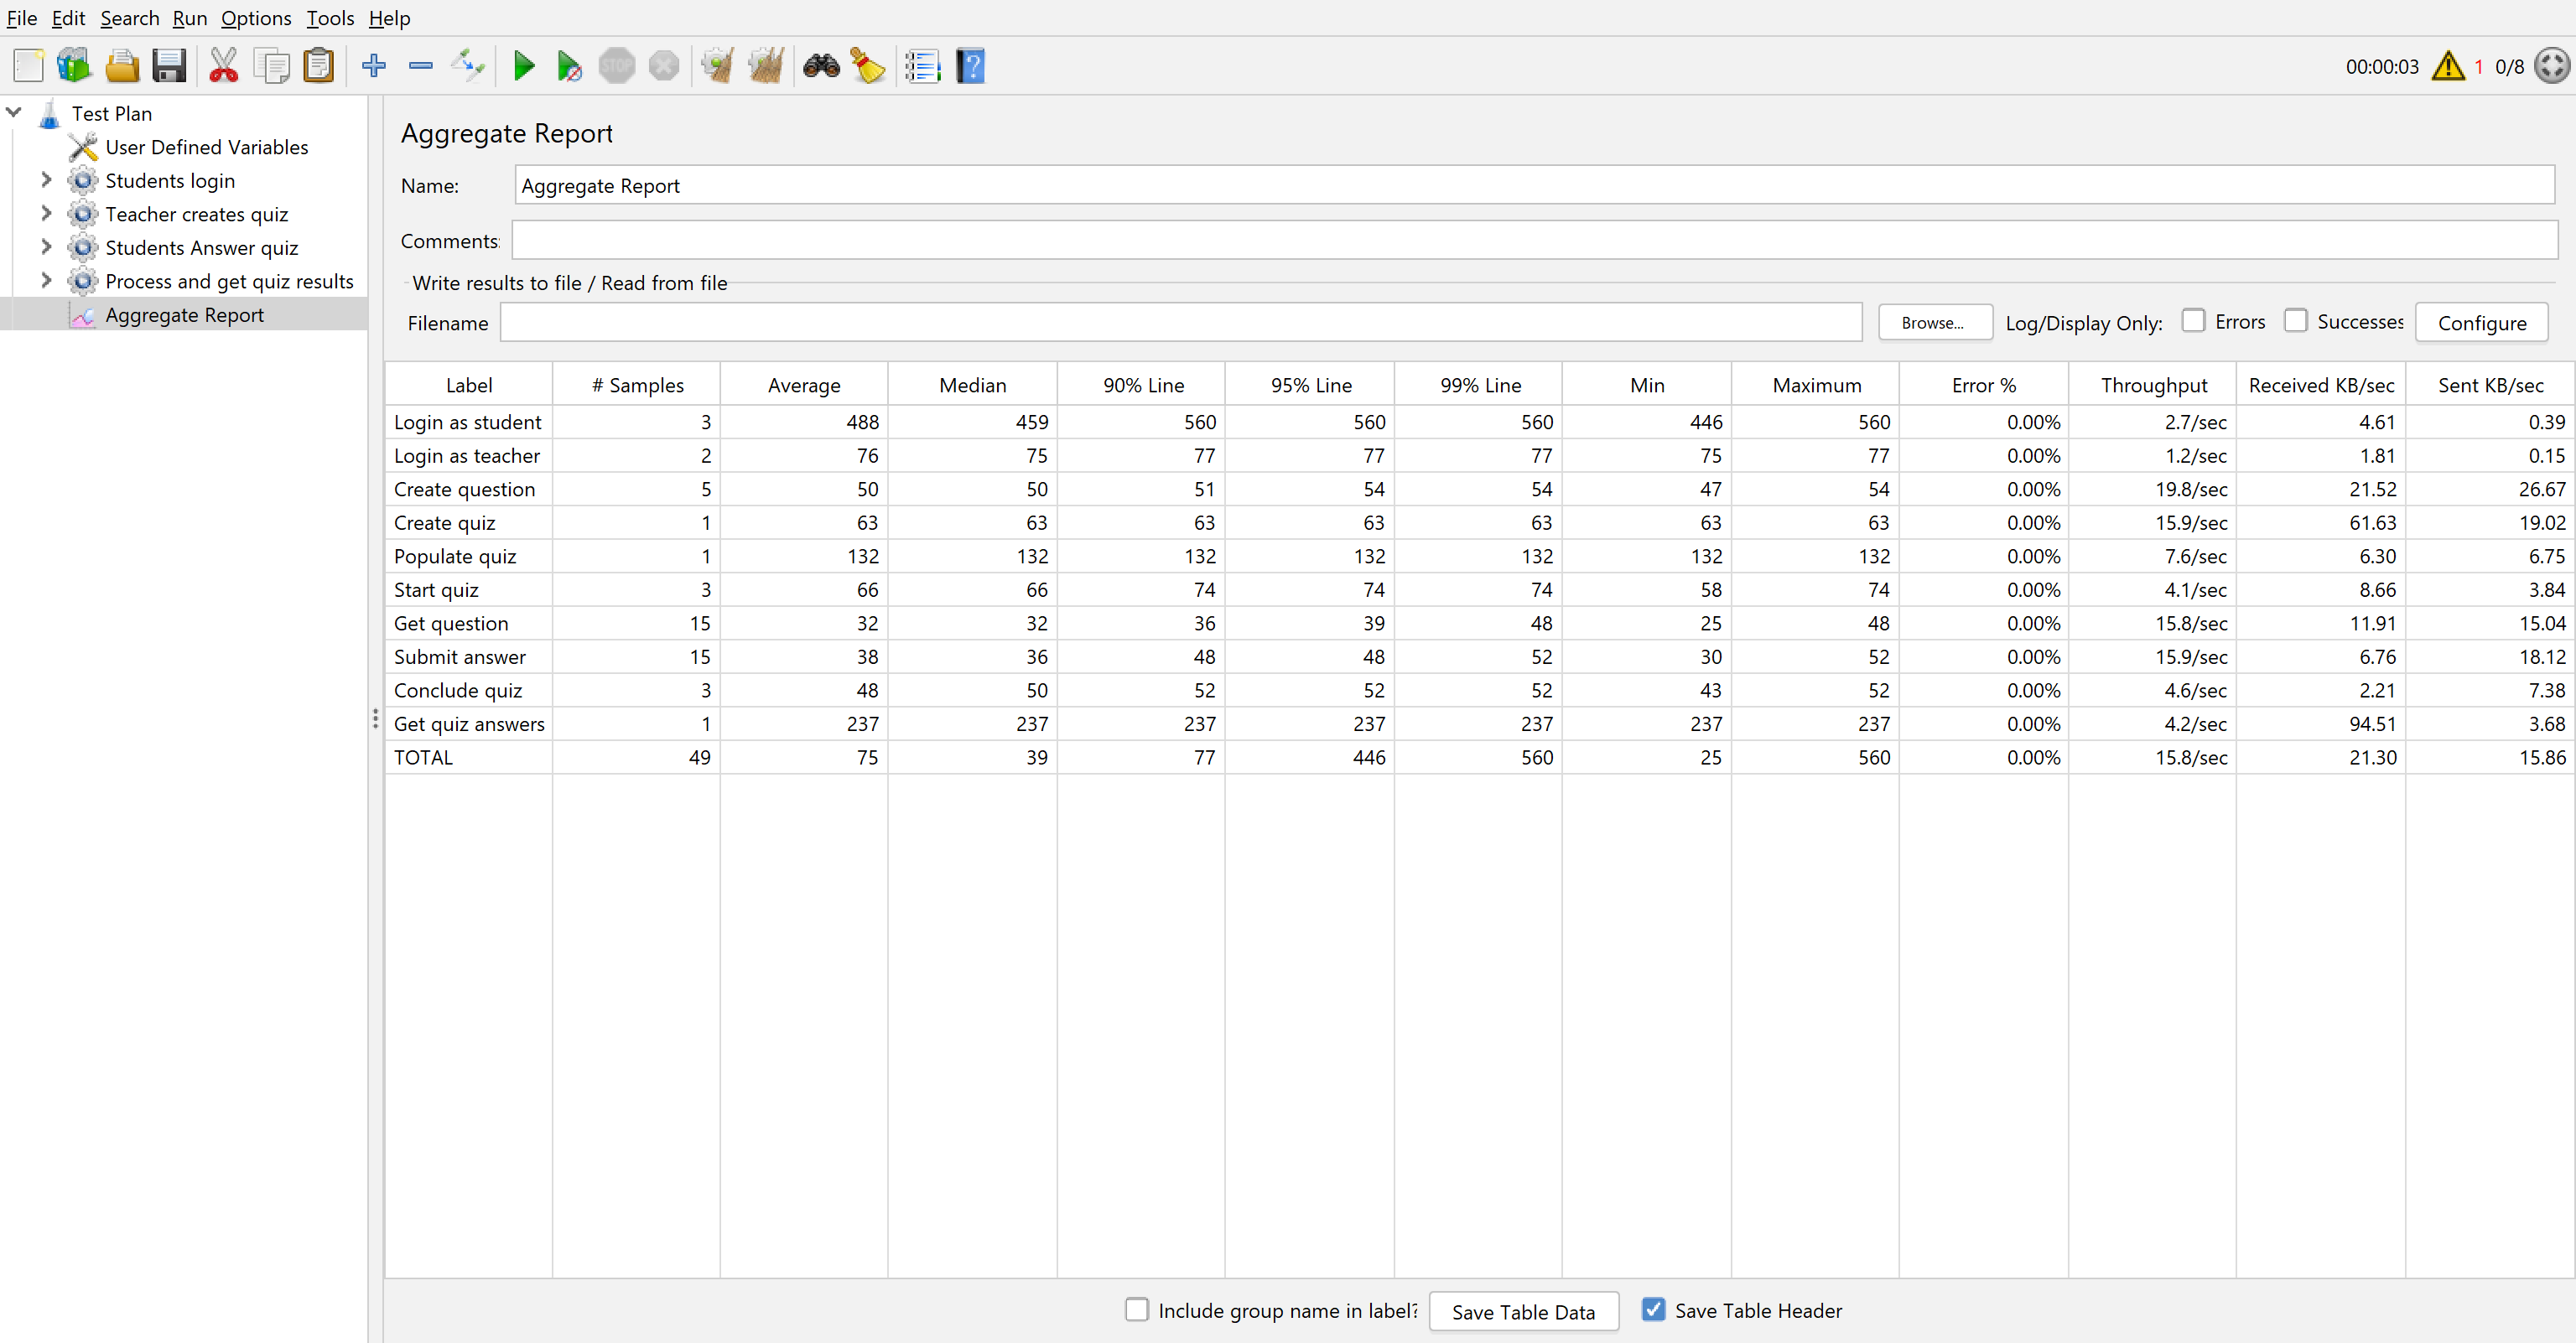 File Edit Search Run Options Tools Help
STOP
00:00:03 1 0/8
Test Plan
User Defined Variables
Students login
Teacher creates quiz
Students Answer quiz
Process and get quiz results
Aggregate Report
Aggregate Report
Name: Aggregate Report
Comments:
Write results to file / Read from file
Filename Browse... Log/Display Only: Errors Successes Configure
Label # Samples Average Median 90% Line 95% Line 99% Line Min Maximum Error % Throughput Received KB/sec Sent KB/sec
Login as student 3 488 459 560 560 560 446 560 0.00% 2.7/sec 4.61 0.39
Login as teacher 2 76 75 77 77 77 75 77 0.00% 1.2/sec 1.81 0.15
Create question 5 50 50 51 54 54 47 54 0.00% 19.8/sec 21.52 26.67
Create quiz 1 63 63 63 63 63 63 63 0.00% 15.9/sec 61.63 19.02
Populate quiz 1 132 132 132 132 132 132 132 0.00% 7.6/sec 6.30 6.75
Start quiz 3 66 66 74 74 74 58 74 0.00% 4.1/sec 8.66 3.84
Get question 15 32 32 36 39 48 25 48 0.00% 15.8/sec 11.91 15.04
Submit answer 15 38 36 48 48 52 30 52 0.00% 15.9/sec 6.76 18.12
Conclude quiz 3 48 50 52 52 52 43 52 0.00% 4.6/sec 2.21 7.38
Get quiz answers 1 237 237 237 237 237 237 237 0.00% 4.2/sec 94.51 3.68
TOTAL 49 75 39 77 446 560 25 560 0.00% 15.8/sec 21.30 15.86
Include group name in label? Save Table Data Save Table Header